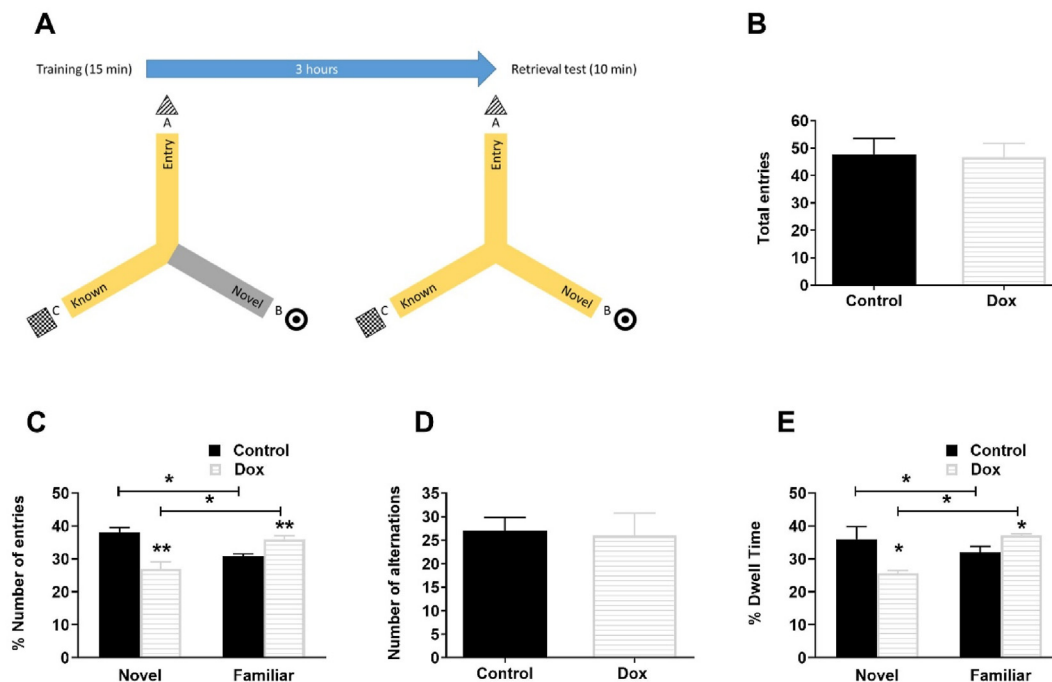 A
Training (15 min)
3 hours
Retrieval test (10 min)
A
Entry
Known
C
Novel
B
A
Entry
Known
C
Novel
B
B
Total entries
60
50
40
30
20
10
0
Control
Dox
C
Control
Dox
% Number of entries
50
40
30
20
10
0
*
*
**
**
Novel
Familiar
D
Number of alternations
35
30
25
20
15
10
5
0
Control
Dox
E
Control
Dox
% Dwell Time
50
40
30
20
10
0
*
*
*
*
Novel
Familiar